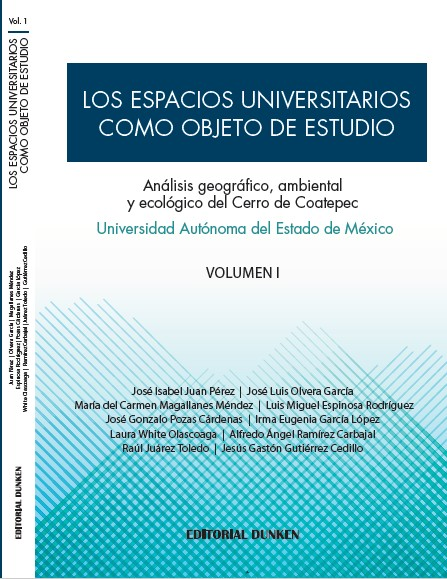 Vol. 1
LOS ESPACIOS UNIVERSITARIOS
COMO OBJETO DE ESTUDIO
Juan Pérez | Olvera García | Magallanes Méndez
Espinosa Rodríguez | Pozas Cárdenas | García López
White Olascoaga | Ramírez Carbajal | Juárez Toledo | Gutiérrez Cedillo
EDITORIAL DUNKEN
LOS ESPACIOS UNIVERSITARIOS
COMO OBJETO DE ESTUDIO
Análisis geográfico, ambiental
y ecológico del Cerro de Coatepec
Universidad Autónoma del Estado de México
VOLUMEN I
José Isabel Juan Pérez | José Luis Olvera García
María del Carmen Magallanes Méndez | Luis Miguel Espinosa Rodríguez
José Gonzalo Pozas Cárdenas | Irma Eugenia García López
Laura White Olascoaga | Alfredo Ángel Ramírez Carbajal
Raúl Juárez Toledo | Jesús Gastón Gutiérrez Cedillo
EDITORIAL DUNKEN